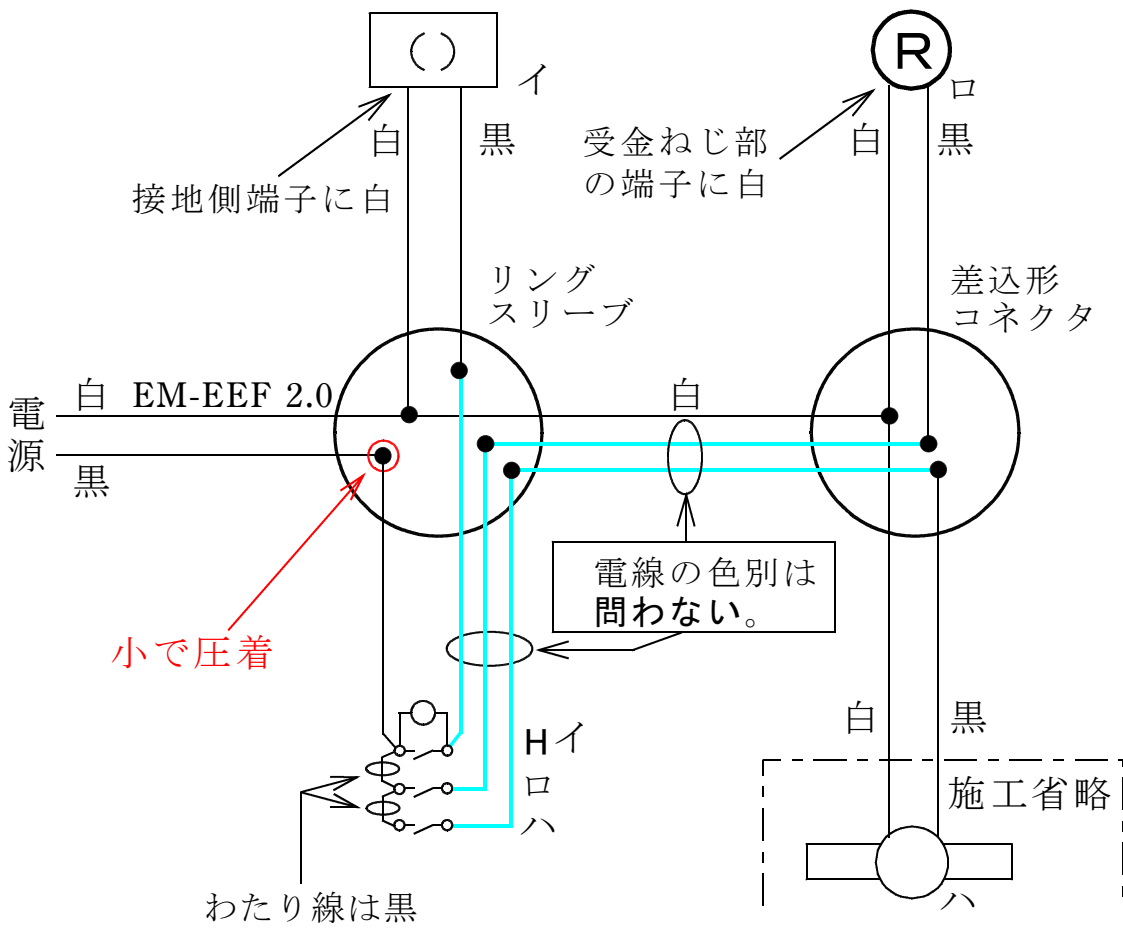 ( )
イ
白
黒
接地側端子に白
R
ロ
受金ねじ部
の端子に白
白
黒
リング
スリーブ
差込形
コネクタ
電源
白 EM-EEF 2.0
黒
白
電線の色別は
問わない。
小で圧着
Hイ
ロ
ハ
わたり線は黒
白
黒
施工省略
ハ